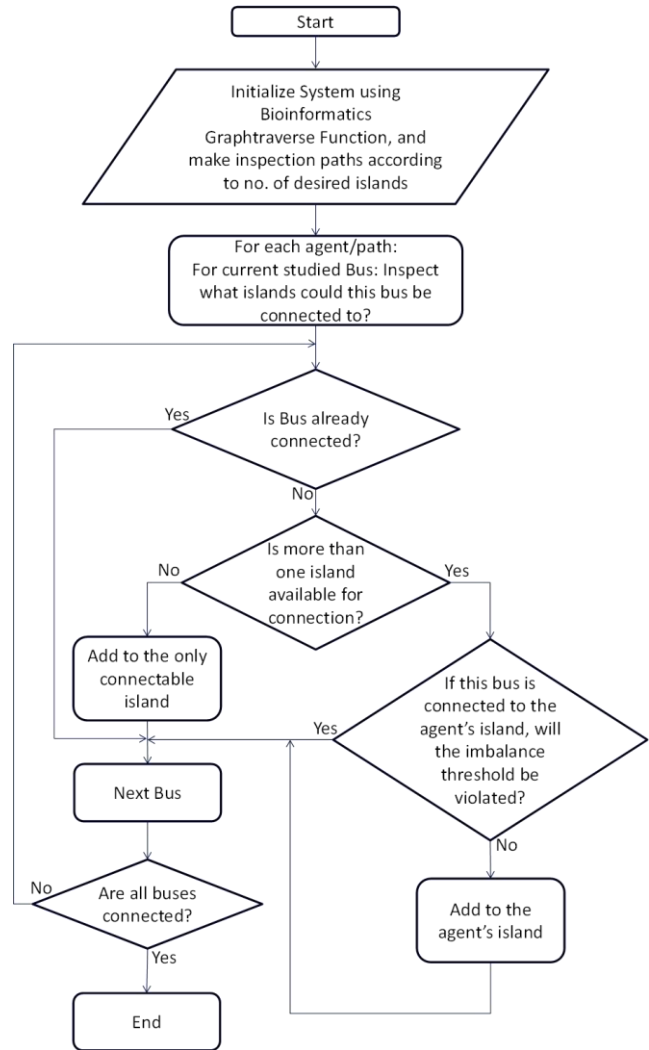 Start
Initialize System using
Bioinformatics
Graphtraverse Function, and
make inspection paths according
to no. of desired islands
For each agent/path:
For current studied Bus: Inspect
what islands could this bus be
connected to?
Yes
Is Bus already
connected?
No
Is more than
one island
available for
connection?
No
Yes
Add to the only
connectable
island
If this bus is
connected to the
agent's island, will
the imbalance
threshold be
violated?
Yes
Next Bus
No
No
Are all buses
connected?
Add to the
agent's island
Yes
End